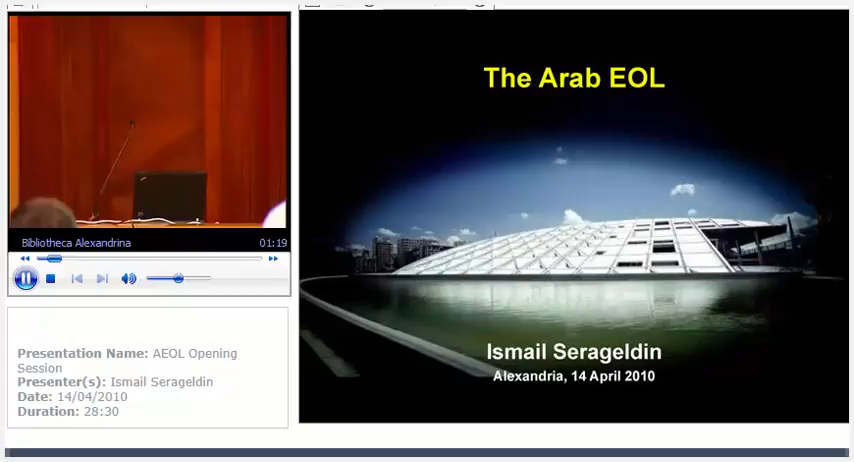 Bibliotheca Alexandrina 01:19
Presentation Name: AEOL Opening
Session
Presenter(s): Ismail Serageldin
Date: 14/04/2010
Duration: 28:30
The Arab EOL
Ismail Serageldin
Alexandria, 14 April 2010